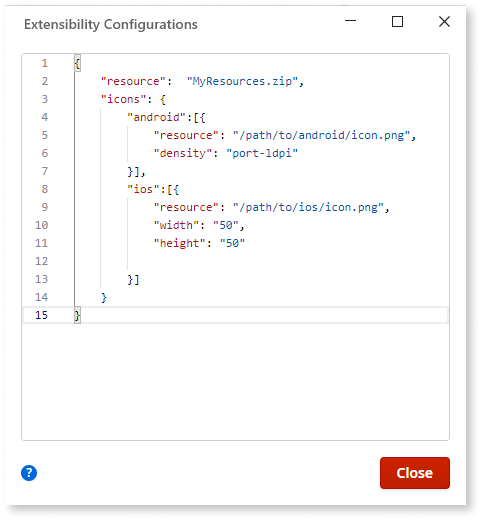 Extensibility Configurations
1 {
2 "resource":  "MyResources.zip",
3 "icons": {
4 "android":[{
5 "resource": "/path/to/android/icon.png",
6 "density": "port-ldpi"
7 }],
8 "ios":[{
9 "resource": "/path/to/ios/icon.png",
10 "width": "50",
11 "height": "50"
12
13 }]
14 }
15 }
?
Close